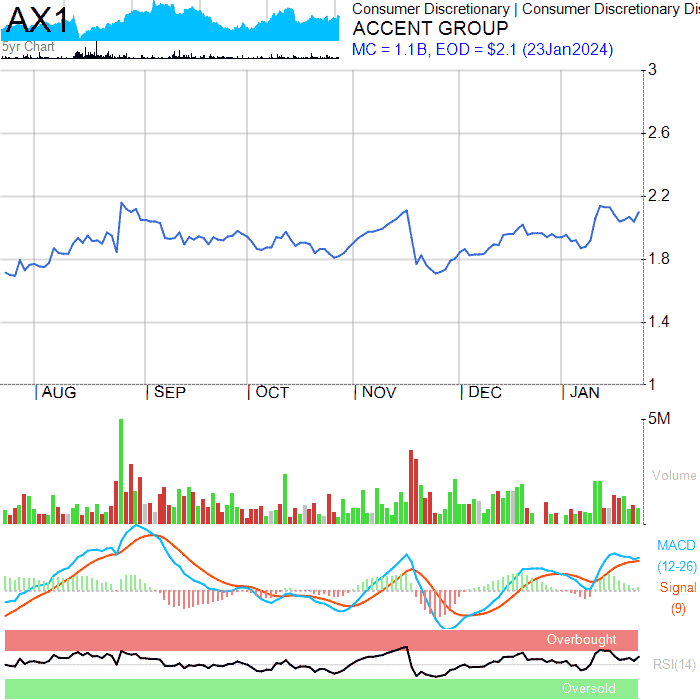 AX1
5yr Chart
Consumer Discretionary | Consumer Discretionary Dis
ACCENT GROUP
MC = 1.1B, EOD = $2.1 (23Jan2024)
3
2.6
2.2
1.8
1.4
1
| AUG | SEP | OCT | NOV | DEC | JAN
5M
Volume
MACD
(12-26)
Signal
(9)
Overbought
RSI(14)
Oversold